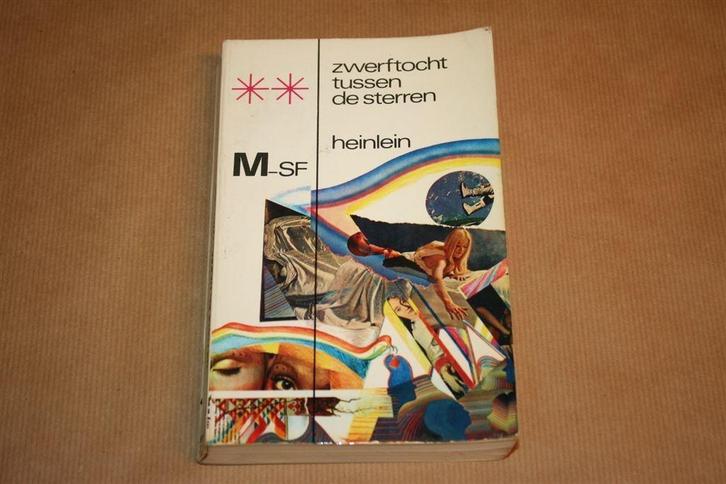 zwerftocht
tussen
de sterren
heinlein
M-SF